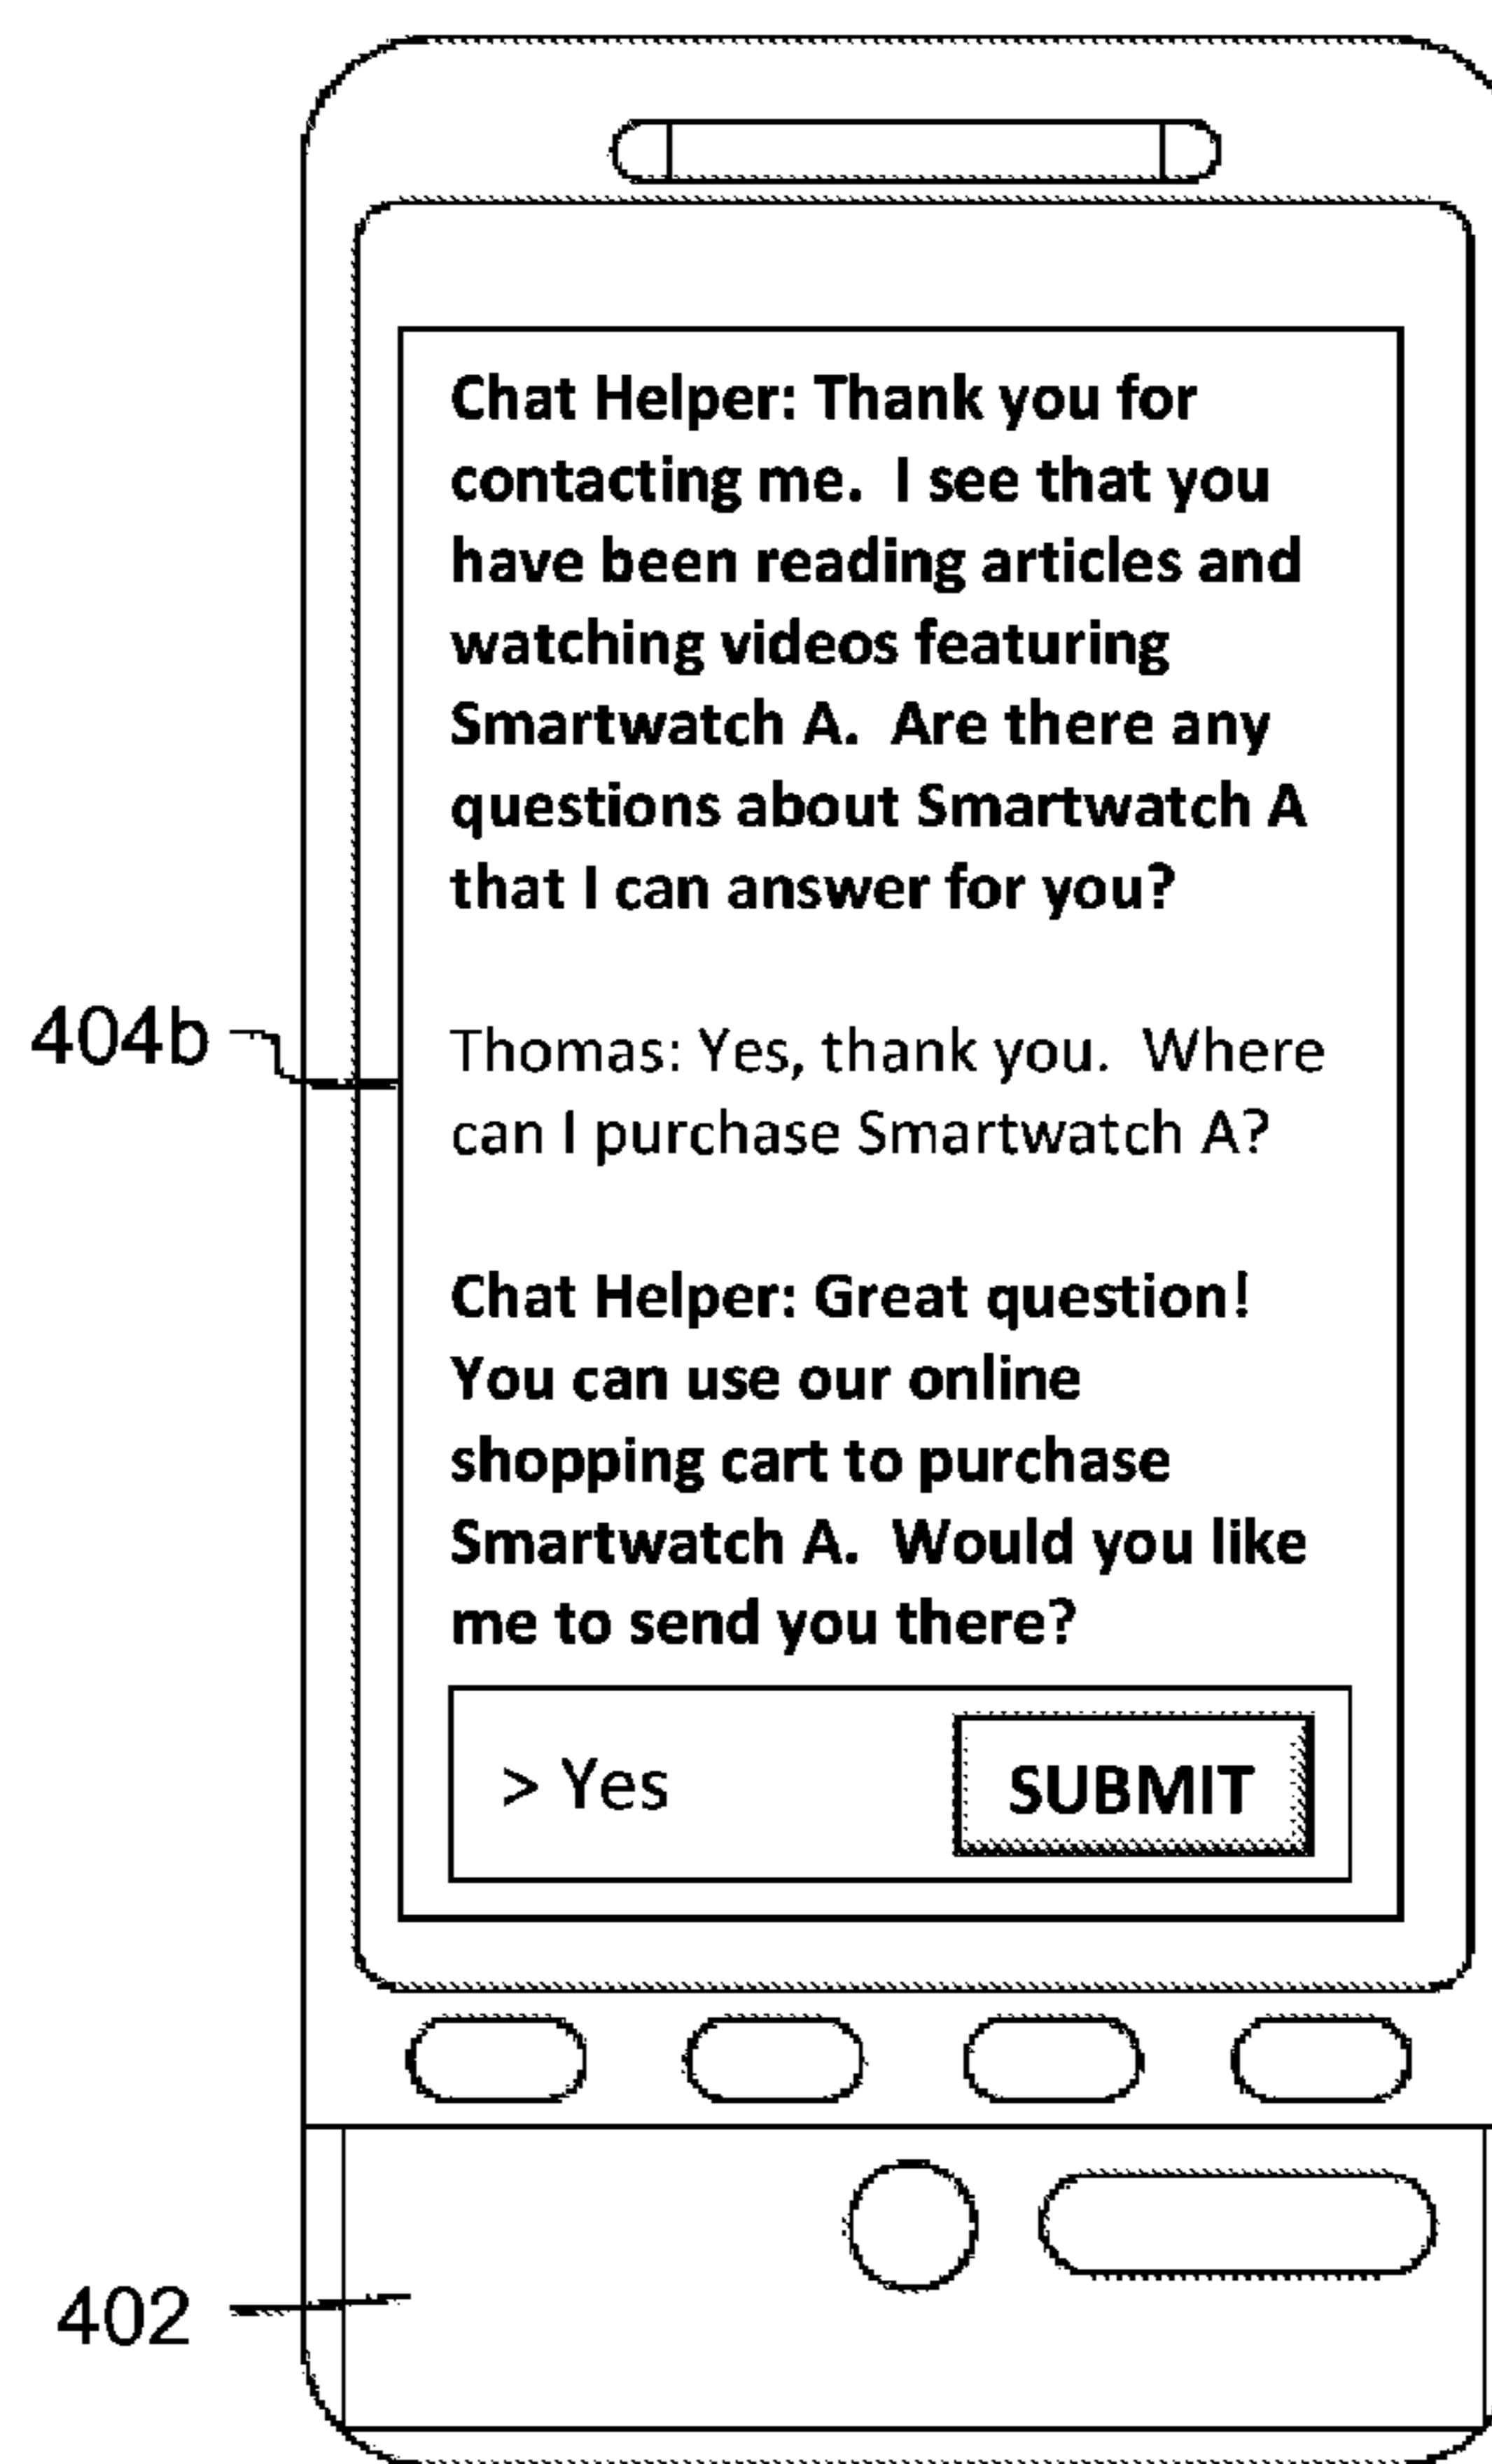 Chat Helper: Thank you for
contacting me.  I see that you
have been reading articles and
watching videos featuring
Smartwatch A.  Are there any
questions about Smartwatch A
that I can answer for you?
404b
Thomas: Yes, thank you.  Where
can I purchase Smartwatch A?
Chat Helper: Great question!
You can use our online
shopping cart to purchase
Smartwatch A.  Would you like
me to send you there?
> Yes
SUBMIT
402